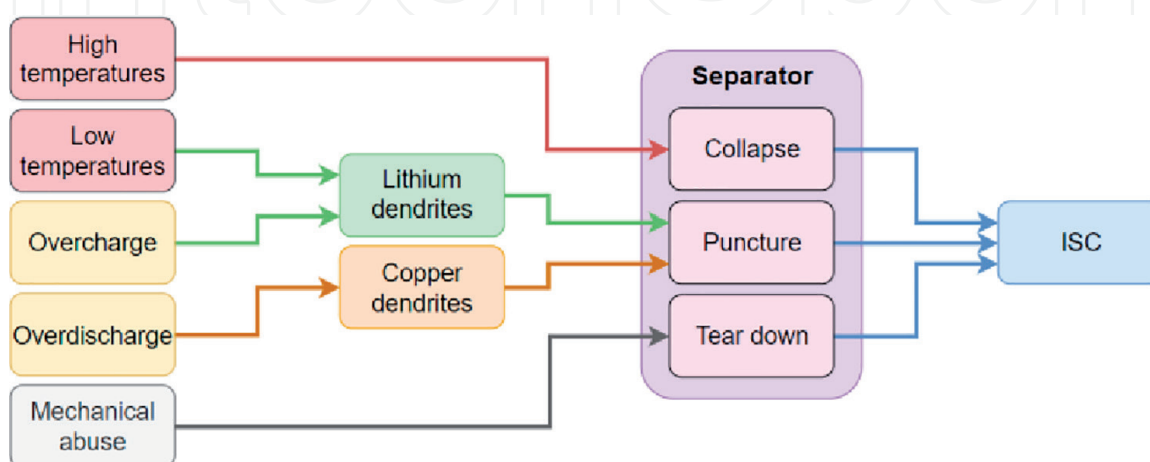 High
temperatures
Low
temperatures
Overcharge
Overdischarge
Mechanical
abuse
Lithium
dendrites
Copper
dendrites
Separator
Collapse
Puncture
Tear down
ISC